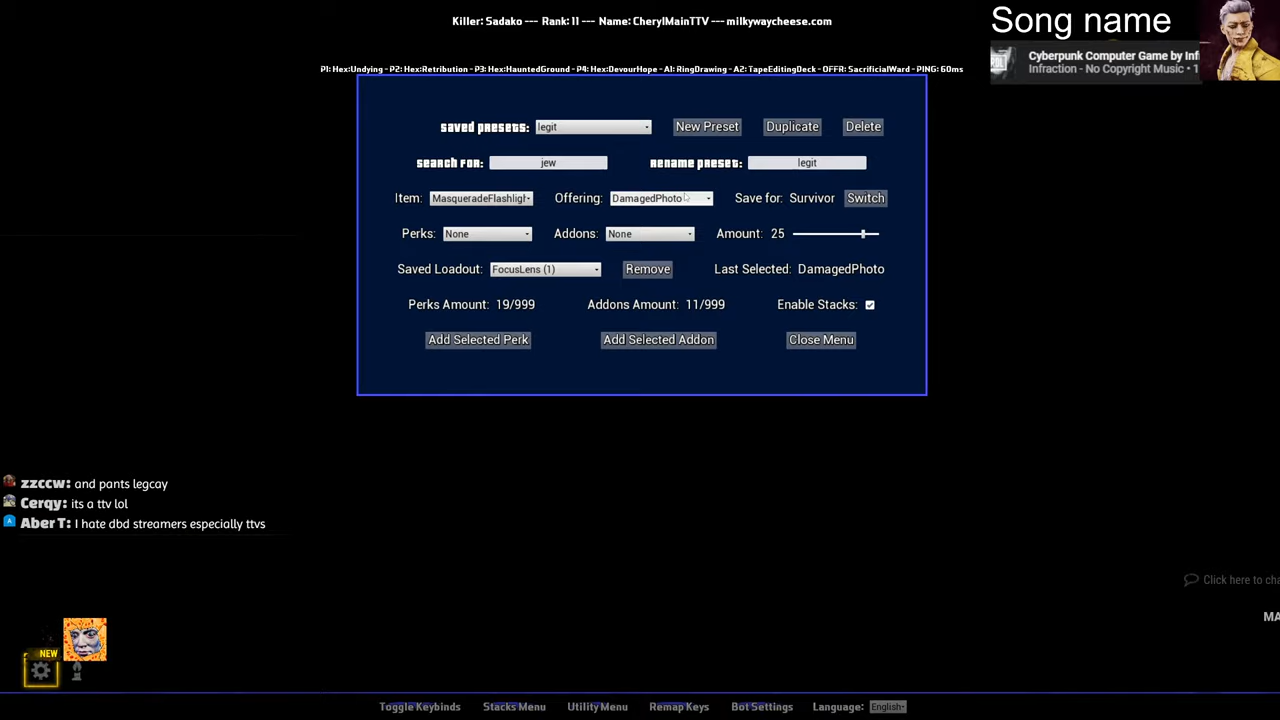 Killer: Sadako --- Rank: 11 --- Name: CherylMainTTV --- milkywaycheese.com
Song name
Cyberpunk Computer Game by Inf
Infraction - No Copyright Music • 1
P1: Hex:Undying - P2: Hex:Retribution - P3: Hex:HauntedGround - P4: Hex:DevourHope - A1: RingDrawing - A2: TapeEditingDeck - OFFR: SacrificialWard - PING: 60ms
saved presets: legit New Preset Duplicate Delete
search for: jew Rename preset: legit
Item: MasqueradeFlashligh Offering: DamagedPhoto Save for: Survivor Switch
Perks: None Addons: None Amount: 25
Saved Loadout: FocusLens (1) Remove Last Selected: DamagedPhoto
Perks Amount: 19/999 Addons Amount: 11/999 Enable Stacks:
Add Selected Perk Add Selected Addon Close Menu
zzccw: and pants legcay
Cerqy: its a ttv lol
Aber T: I hate dbd streamers especially ttvs
Click here to cha
MA
NEW
Toggle Keybinds Stacks Menu Utility Menu Remap Keys Bot Settings Language: English